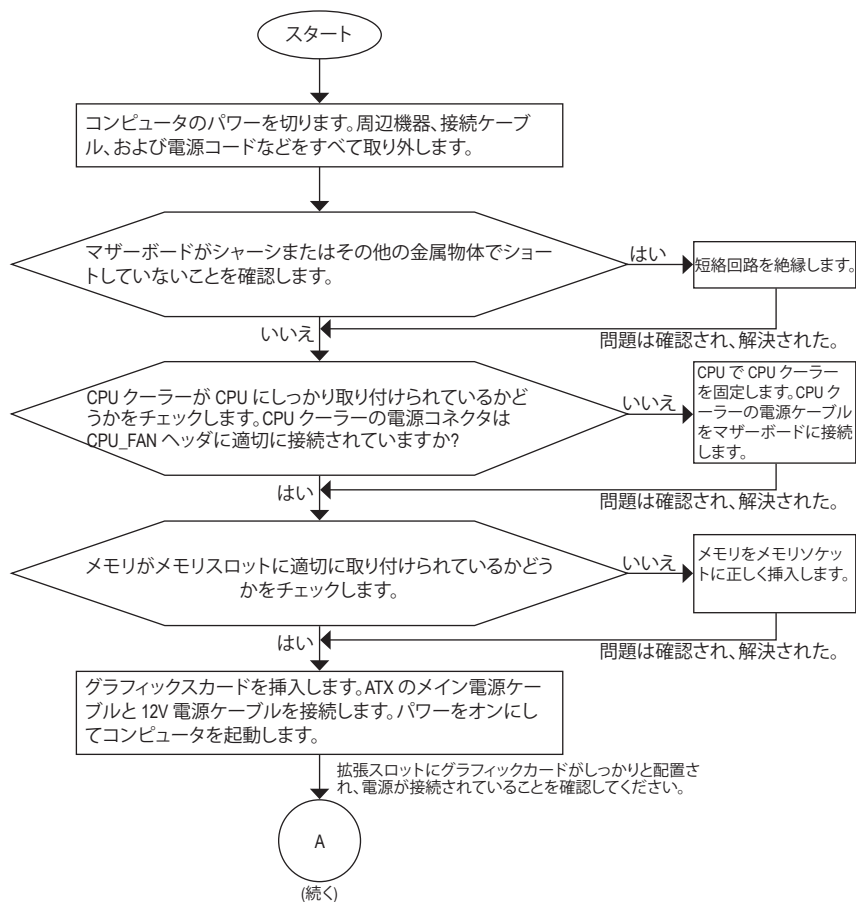 スタート
コンピュータのパワーを切ります。周辺機器、接続ケーブ
ル、および電源コードなどをすべて取り外します。
マザーボードがシャーシまたはその他の金属物体でショー
トしていないことを確認します。
はい
短絡回路を絶縁します。
いいえ
問題は確認され、解決された。
CPU クーラーが CPU にしっかり取り付けられているかど
うかをチェックします。CPU クーラーの電源コネクタは
CPU_FAN ヘッダに適切に接続されていますか?
いいえ
CPU で CPU クーラー
を固定します。CPU ク
ーラーの電源ケーブル
をマザーボードに接続
します。
はい
問題は確認され、解決された。
メモリがメモリスロットに適切に取り付けられているかどう
かをチェックします。
いいえ
メモリをメモリソケッ
トに正しく挿入します。
はい
問題は確認され、解決された。
グラフィックスカードを挿入します。ATX のメイン電源ケー
ブルと 12V 電源ケーブルを接続します。パワーをオンにし
てコンピュータを起動します。
拡張スロットにグラフィックカードがしっかりと配置さ
れ、電源が接続されていることを確認してください。
A
(続く)